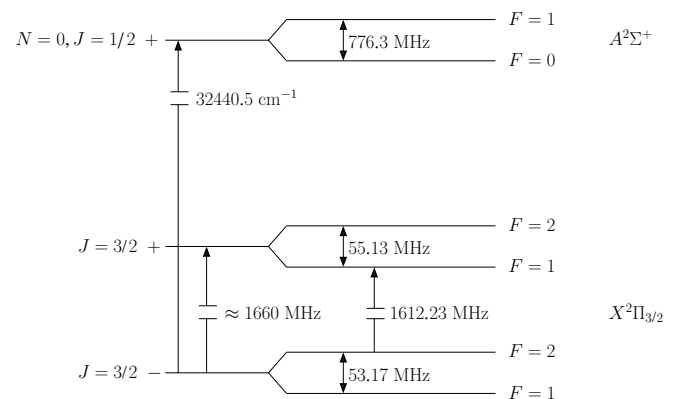 F = 1
N = 0, J = 1/2 + 776.3 MHz A²Σ⁺
F = 0
32440.5 cm⁻¹
F = 2
J = 3/2 + 55.13 MHz
F = 1
≈ 1660 MHz 1612.23 MHz X²Π₃/₂
F = 2
J = 3/2 − 53.17 MHz
F = 1